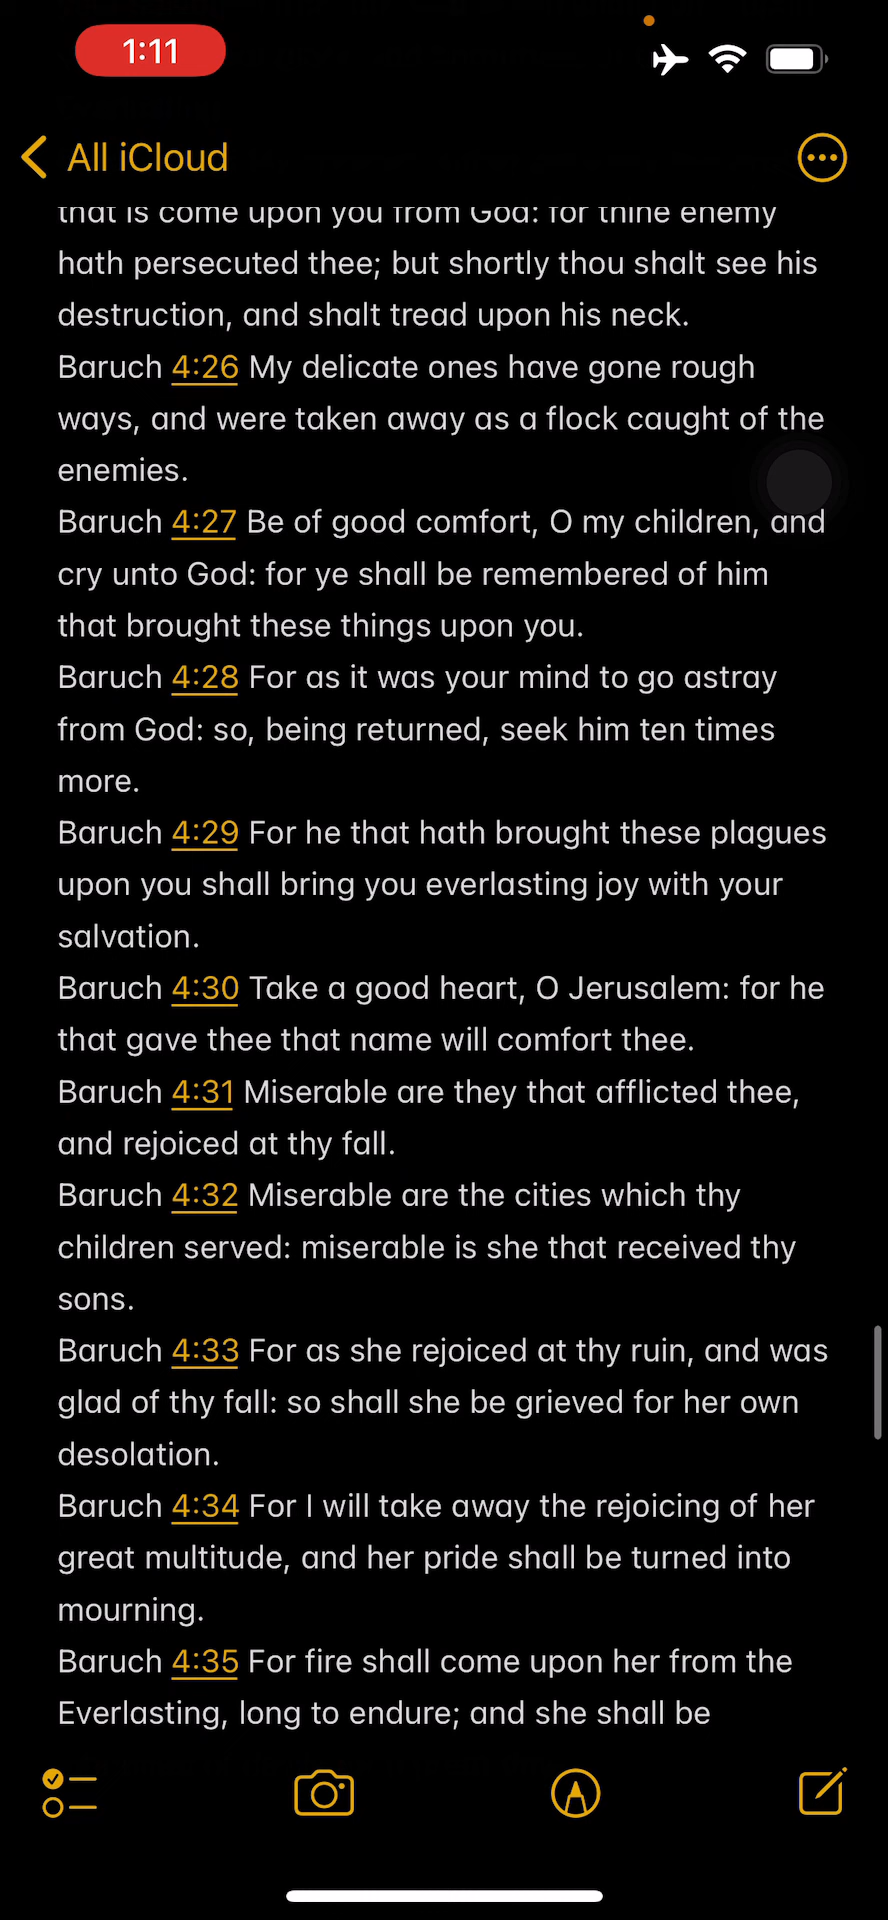 1:11
All iCloud
that is come upon you from God: for thine enemy
hath persecuted thee; but shortly thou shalt see his
destruction, and shalt tread upon his neck.
Baruch 4:26 My delicate ones have gone rough
ways, and were taken away as a flock caught of the
enemies.
Baruch 4:27 Be of good comfort, O my children, and
cry unto God: for ye shall be remembered of him
that brought these things upon you.
Baruch 4:28 For as it was your mind to go astray
from God: so, being returned, seek him ten times
more.
Baruch 4:29 For he that hath brought these plagues
upon you shall bring you everlasting joy with your
salvation.
Baruch 4:30 Take a good heart, O Jerusalem: for he
that gave thee that name will comfort thee.
Baruch 4:31 Miserable are they that afflicted thee,
and rejoiced at thy fall.
Baruch 4:32 Miserable are the cities which thy
children served: miserable is she that received thy
sons.
Baruch 4:33 For as she rejoiced at thy ruin, and was
glad of thy fall: so shall she be grieved for her own
desolation.
Baruch 4:34 For I will take away the rejoicing of her
great multitude, and her pride shall be turned into
mourning.
Baruch 4:35 For fire shall come upon her from the
Everlasting, long to endure; and she shall be